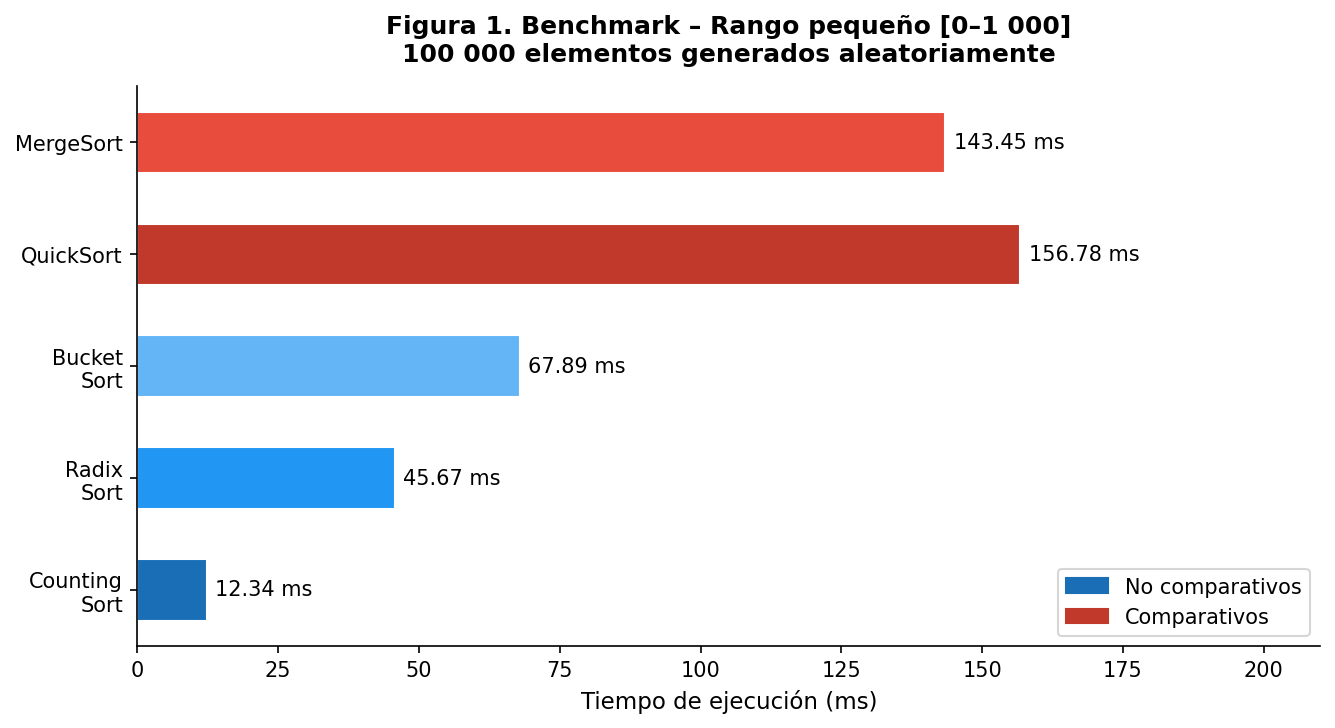 Figura 1. Benchmark – Rango pequeño [0–1 000]
100 000 elementos generados aleatoriamente
MergeSort
143.45 ms
QuickSort
156.78 ms
Bucket
Sort
67.89 ms
Radix
Sort
45.67 ms
Counting
Sort
12.34 ms
No comparativos
Comparativos
0 25 50 75 100 125 150 175 200
Tiempo de ejecución (ms)